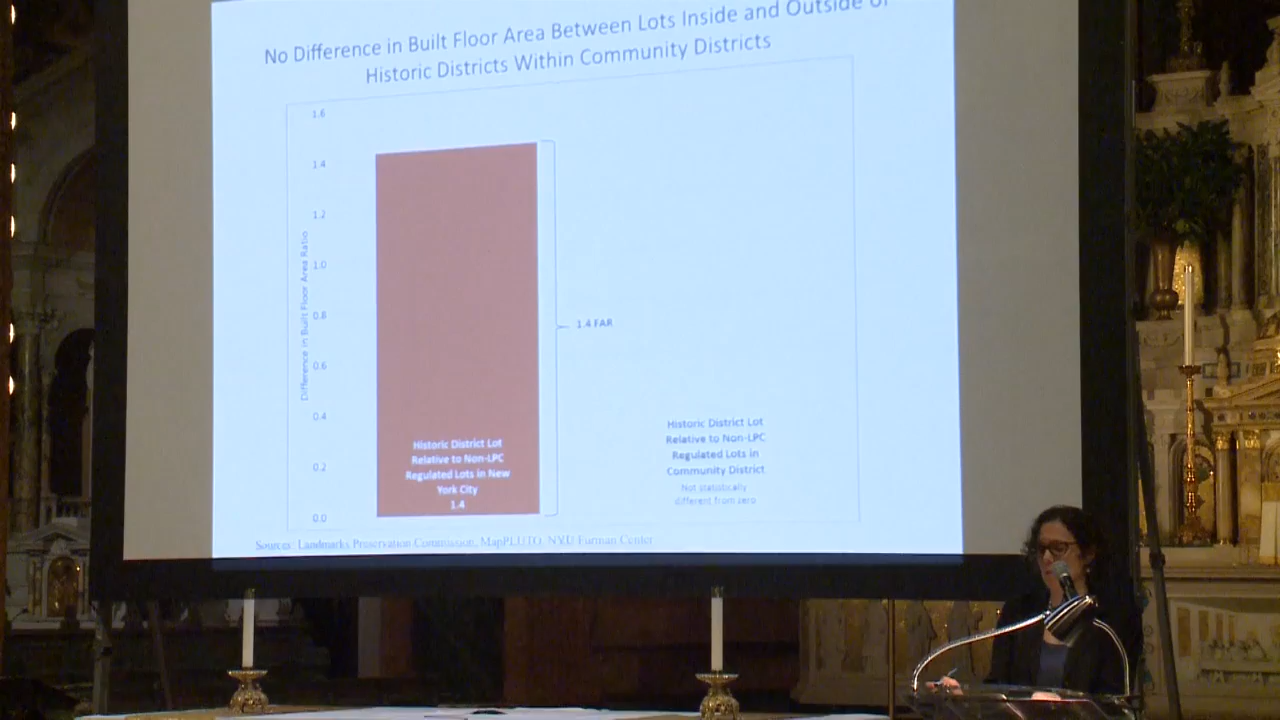 No Difference in Built Floor Area Between Lots Inside and Outside of
Historic Districts Within Community Districts
1.6
1.4
1.2
1.0
0.8
0.6
0.4
0.2
0.0
Difference in Built Floor Area Ratio
1.4 FAR
Historic District Lot
Relative to Non-LPC
Regulated Lots in New
York City
1.4
Historic District Lot
Relative to Non-LPC
Regulated Lots in
Community District
Not statistically
different from zero
Sources: Landmarks Preservation Commission, MapPLUTO, NYU Furman Center